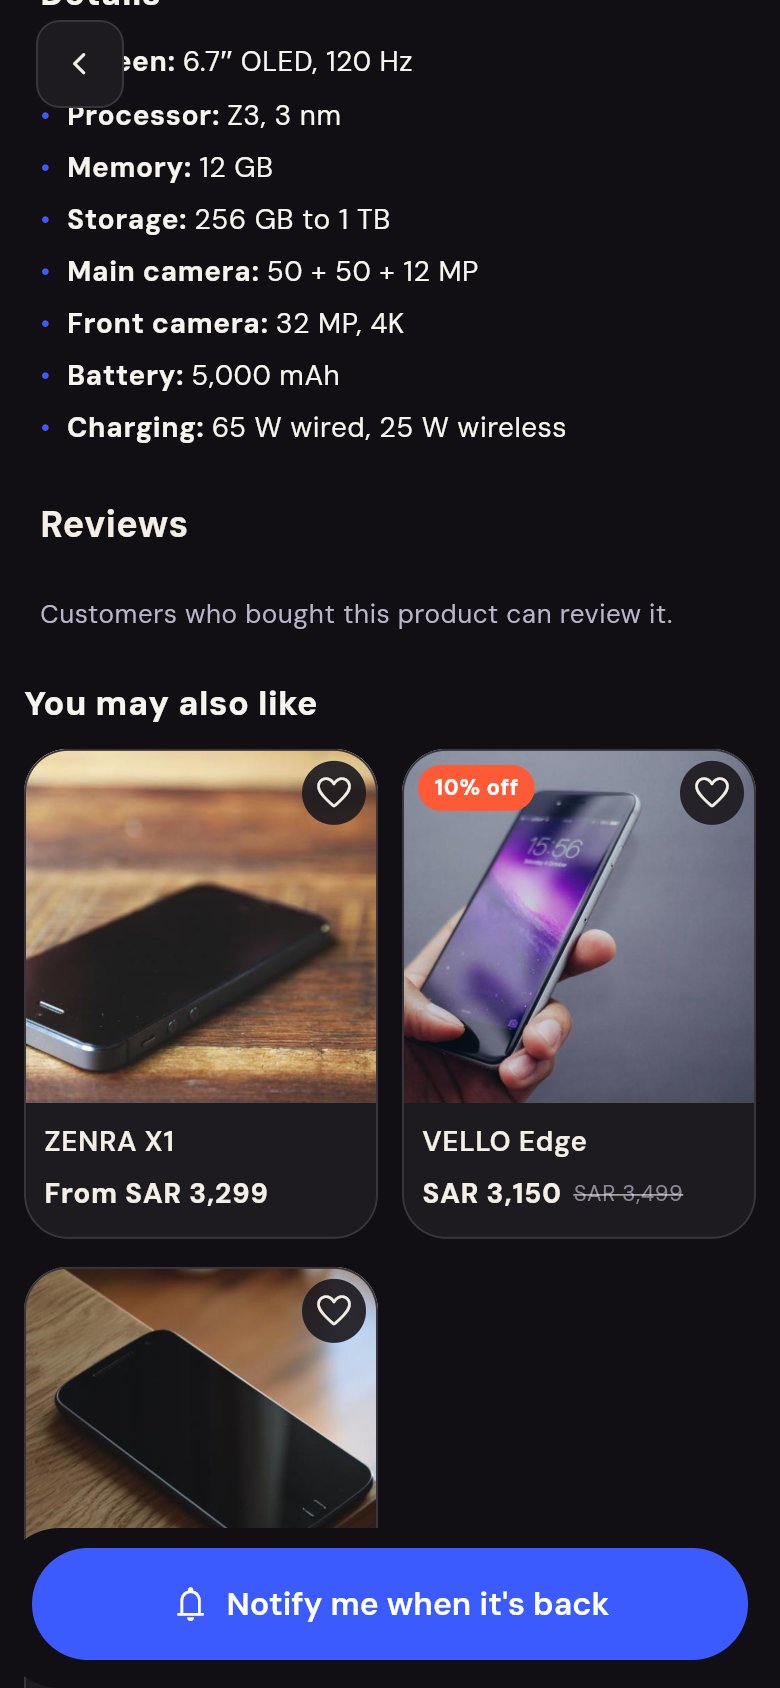 Details
een: 6.7″ OLED, 120 Hz
• Processor: Z3, 3 nm
• Memory: 12 GB
• Storage: 256 GB to 1 TB
• Main camera: 50 + 50 + 12 MP
• Front camera: 32 MP, 4K
• Battery: 5,000 mAh
• Charging: 65 W wired, 25 W wireless
Reviews
Customers who bought this product can review it.
You may also like
10% off
15:56
ZENRA X1
From SAR 3,299
VELLO Edge
SAR 3,150 SAR 3,499
Notify me when it's back